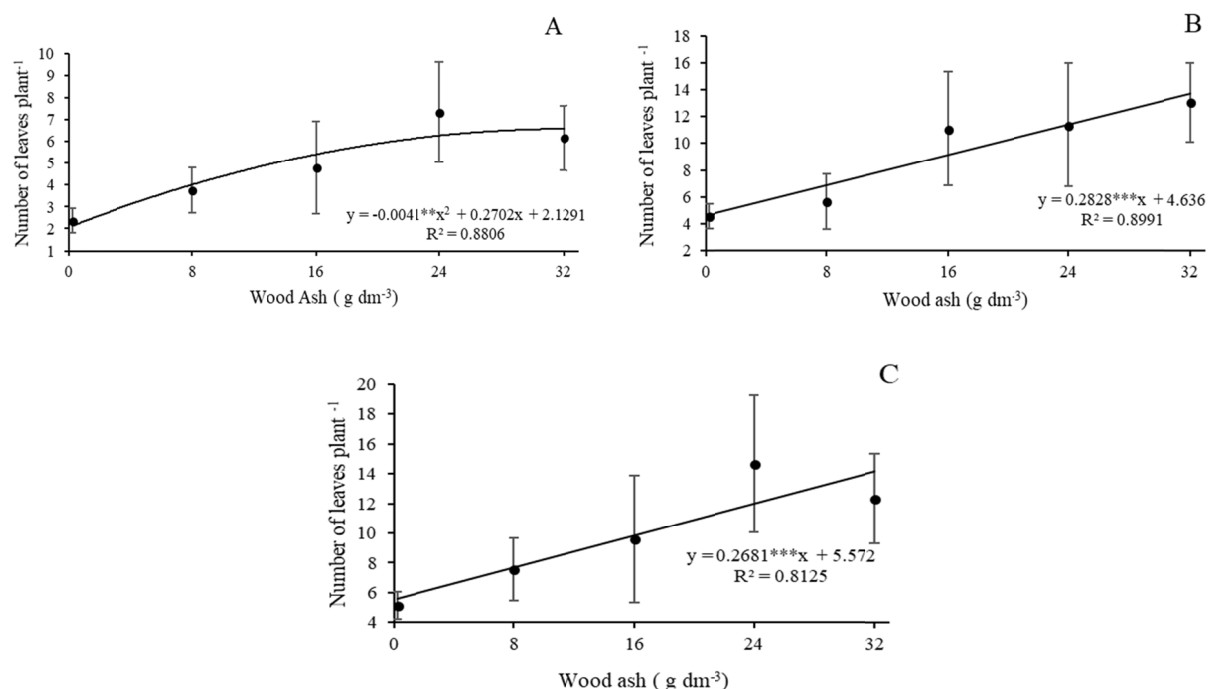 A
Number of leaves plant-1
10
9
8
7
6
5
4
3
2
1
y = -0.0041**x² + 0.2702x + 2.1291
R² = 0.8806
0 8 16 24 32
Wood Ash ( g dm-3)
B
Number of leaves plant-1
18
16
14
12
10
8
6
4
2
y = 0.2828***x + 4.636
R² = 0.8991
0 8 16 24 32
Wood ash (g dm-3)
C
Number of leaves plant -1
20
18
16
14
12
10
8
6
4
y = 0.2681***x + 5.572
R² = 0.8125
0 8 16 24 32
Wood ash ( g dm-3)